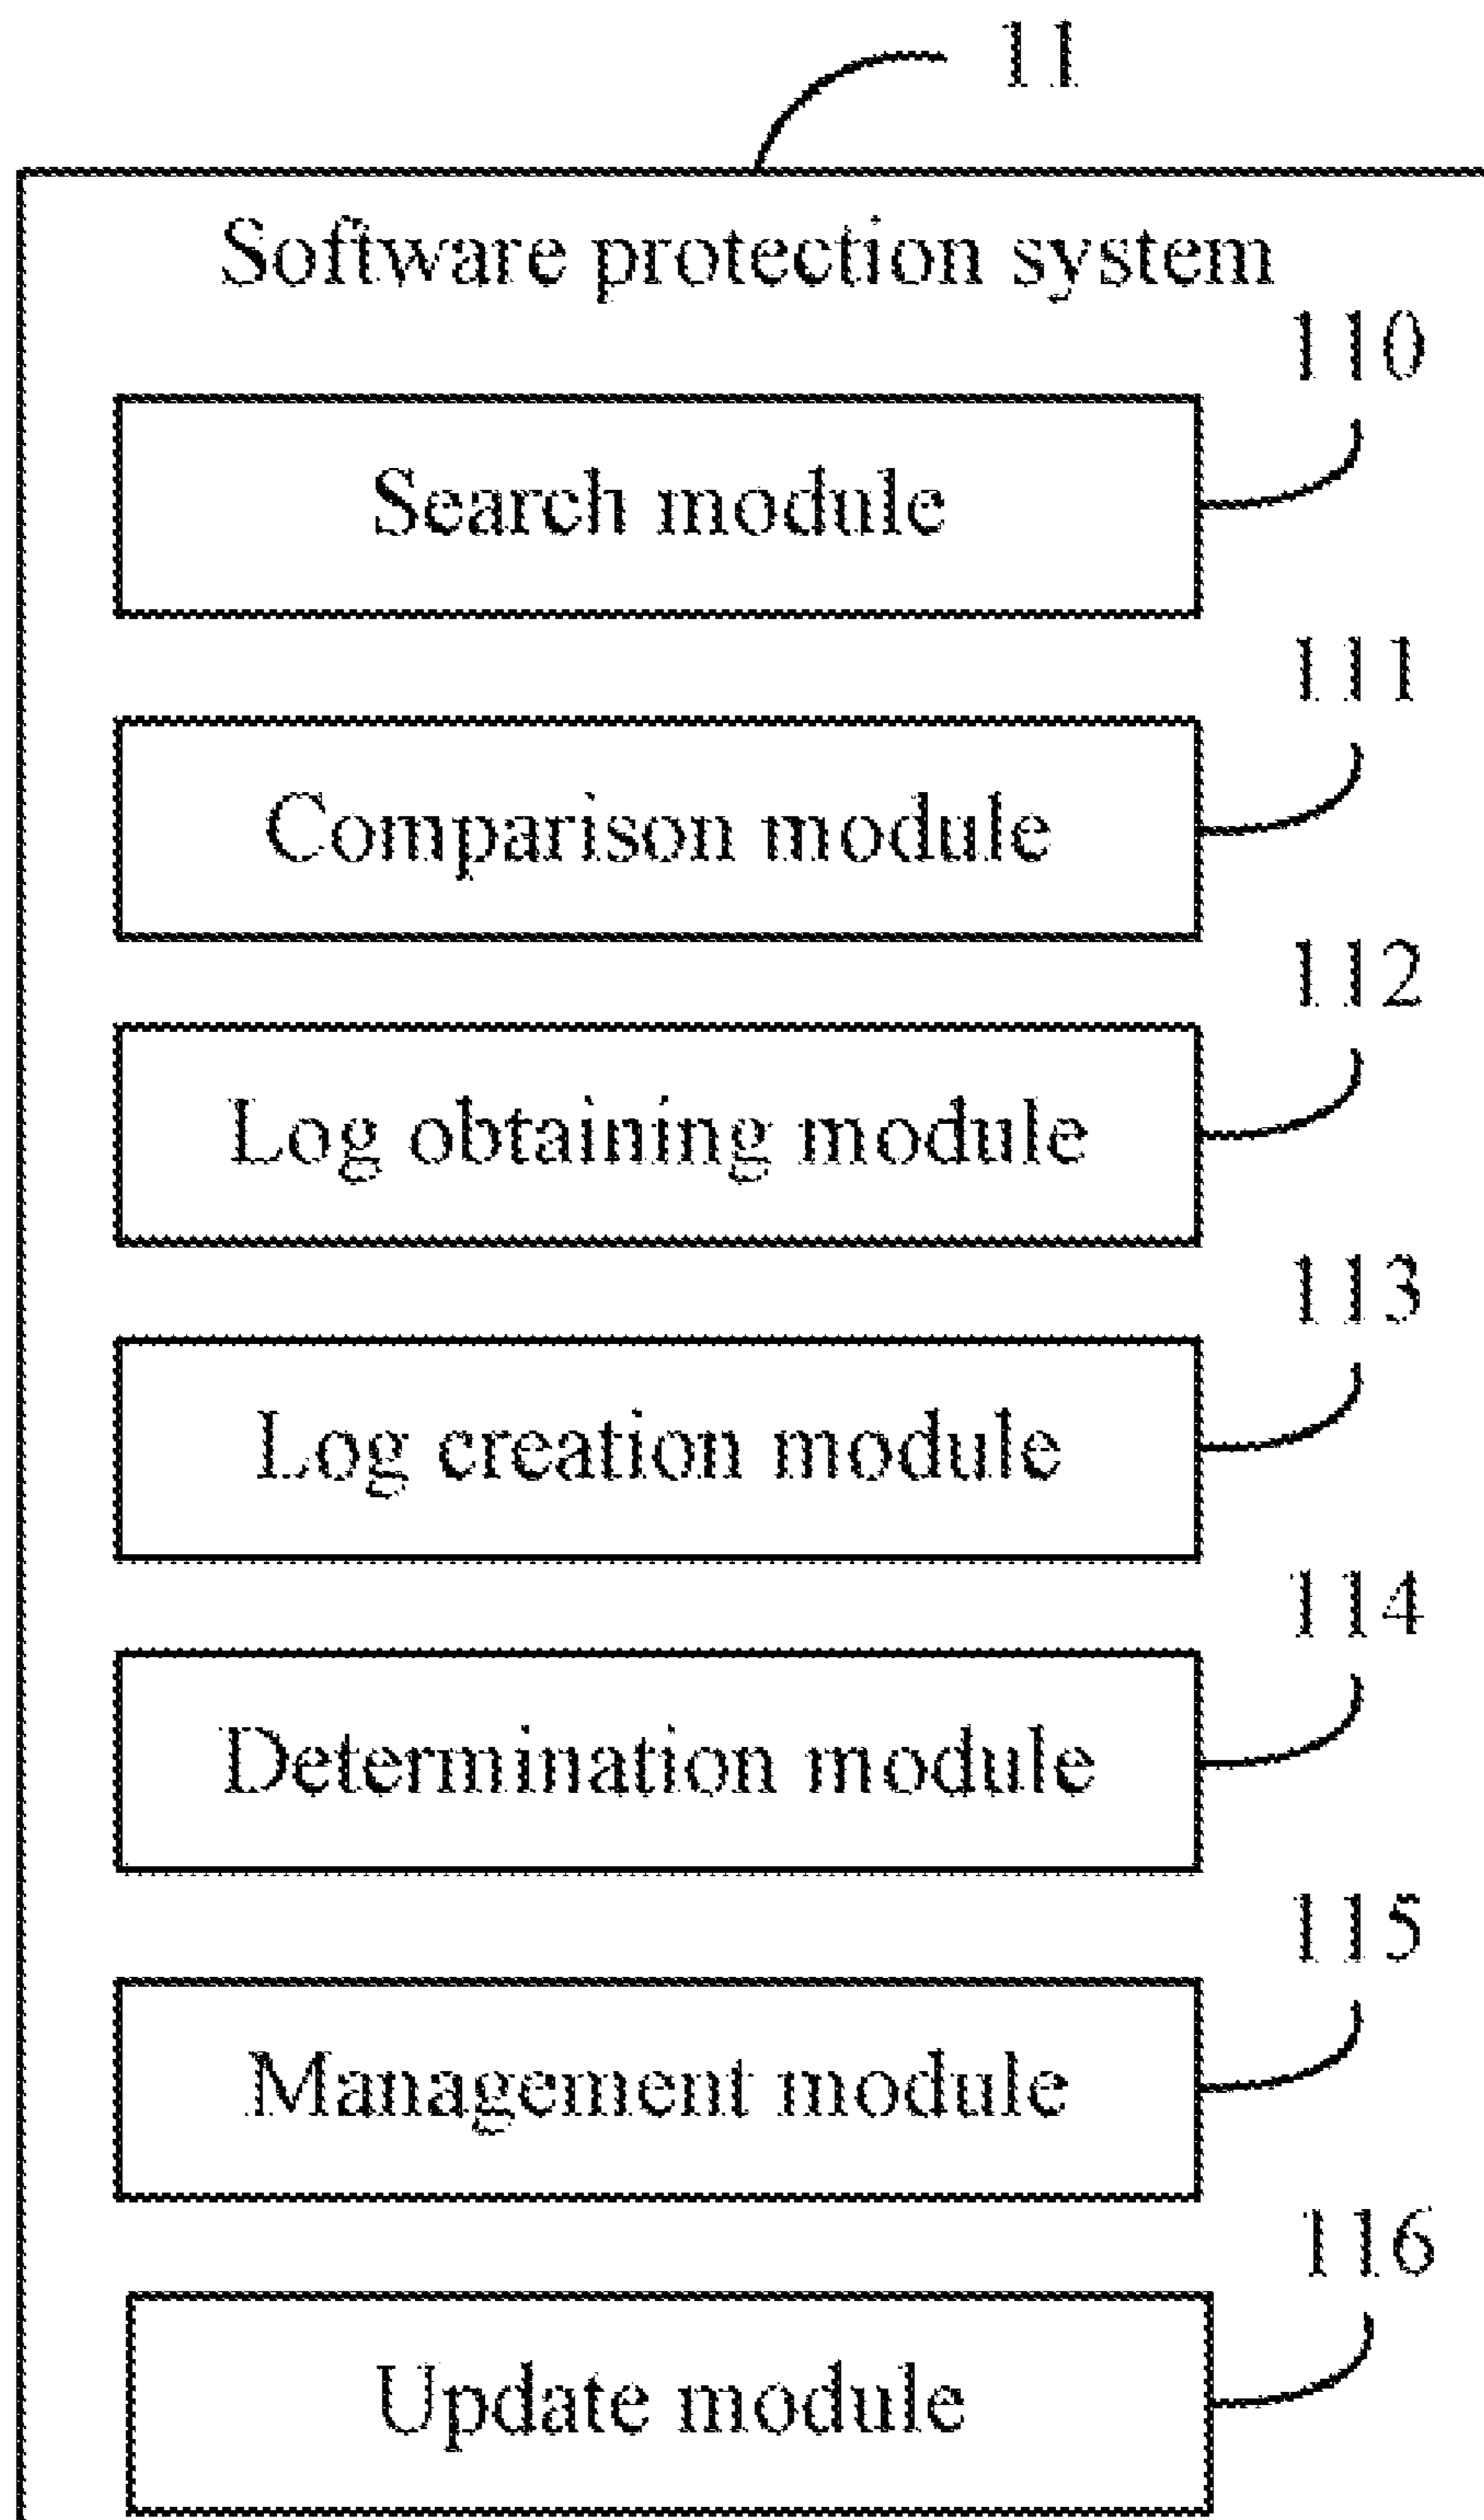 11
Software protection system
110
Search module
111
Comparison module
112
Log obtaining module
113
Log creation module
114
Determination module
115
Management module
116
Update module